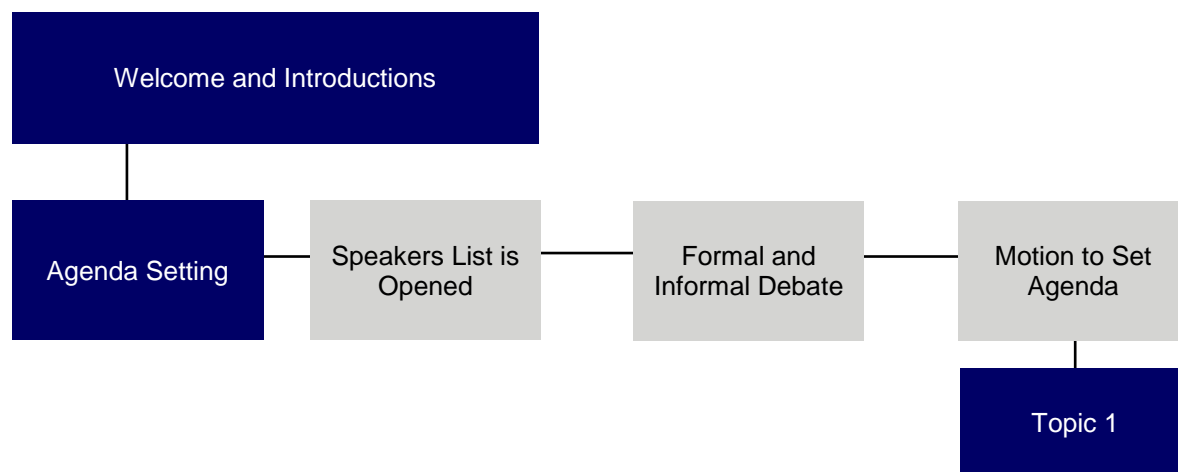 Welcome and Introductions
Agenda Setting
Speakers List is
Opened
Formal and
Informal Debate
Motion to Set
Agenda
Topic 1